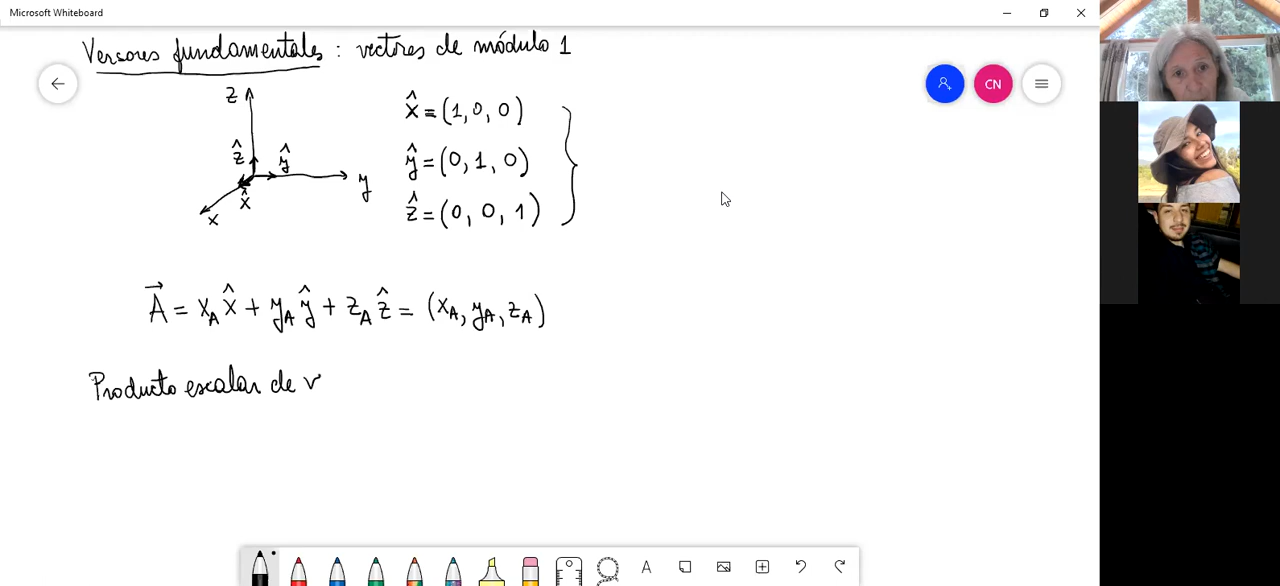 Microsoft Whiteboard
Versores fundamentales : vectores de módulo 1
CN
z
ẑ ŷ
x̂ y
x
x̂ = (1, 0, 0)
ŷ = (0, 1, 0)
ẑ = (0, 0, 1)
A⃗ = x_A x̂ + y_A ŷ + z_A ẑ = (x_A, y_A, z_A)
Producto escalar de v
A